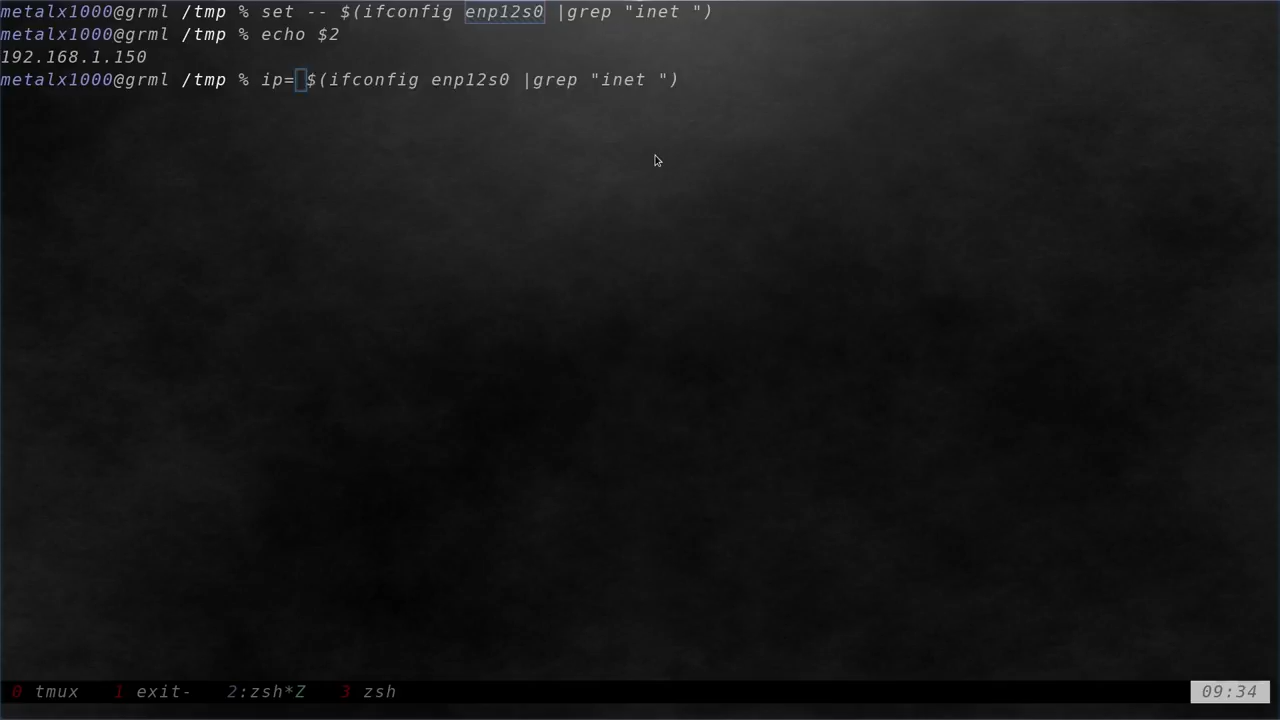 metalx1000@grml /tmp % set -- $(ifconfig enp12s0 |grep "inet ")
metalx1000@grml /tmp % echo $2
192.168.1.150
metalx1000@grml /tmp % ip= $(ifconfig enp12s0 |grep "inet ")
0 tmux 1 exit- 2:zsh*Z 3 zsh 09:34